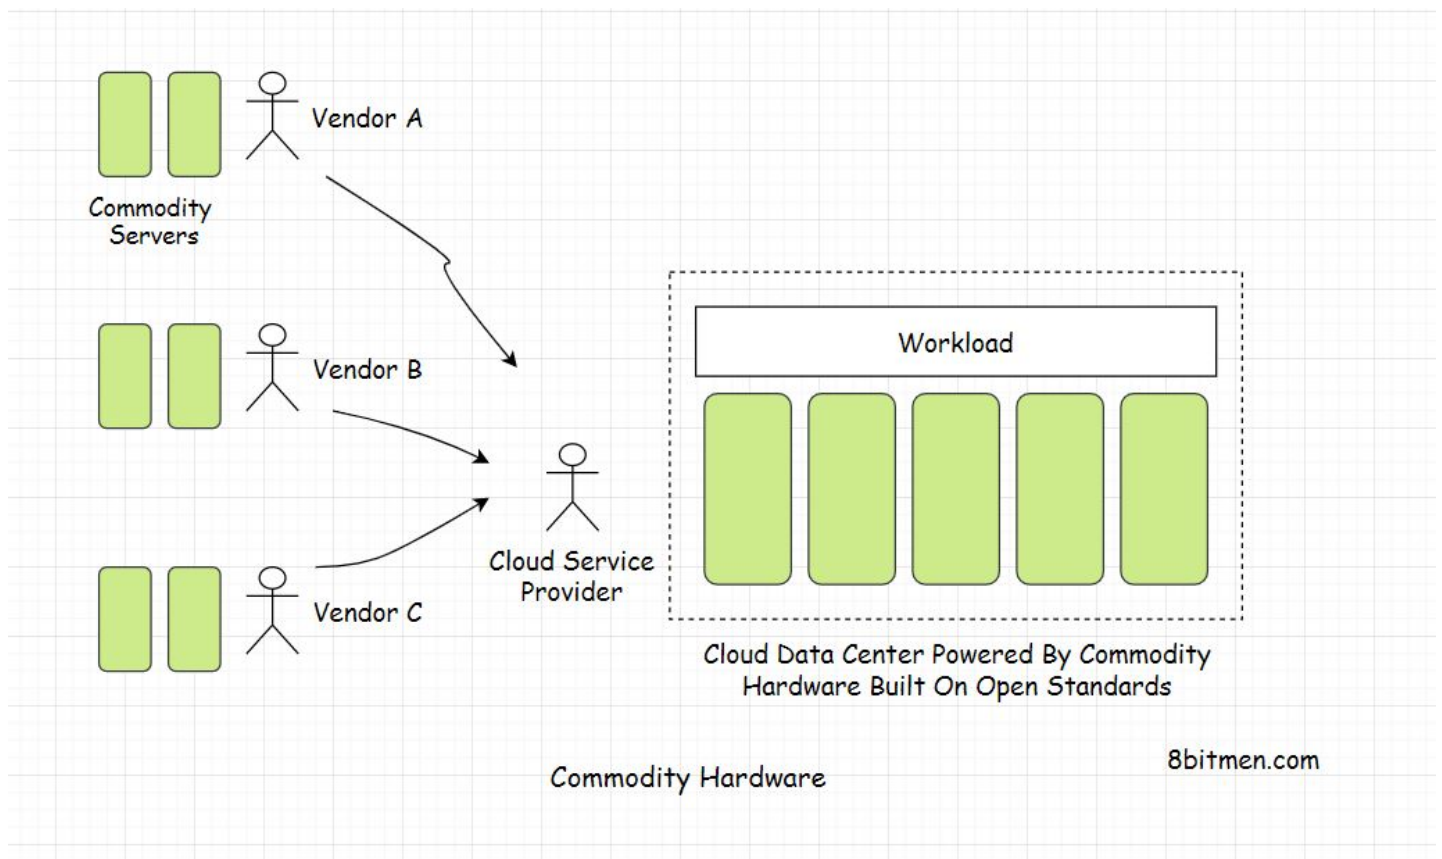 Vendor A
Commodity
Servers
Vendor B
Vendor C
Cloud Service
Provider
Workload
Cloud Data Center Powered By Commodity
Hardware Built On Open Standards
Commodity Hardware
8bitmen.com